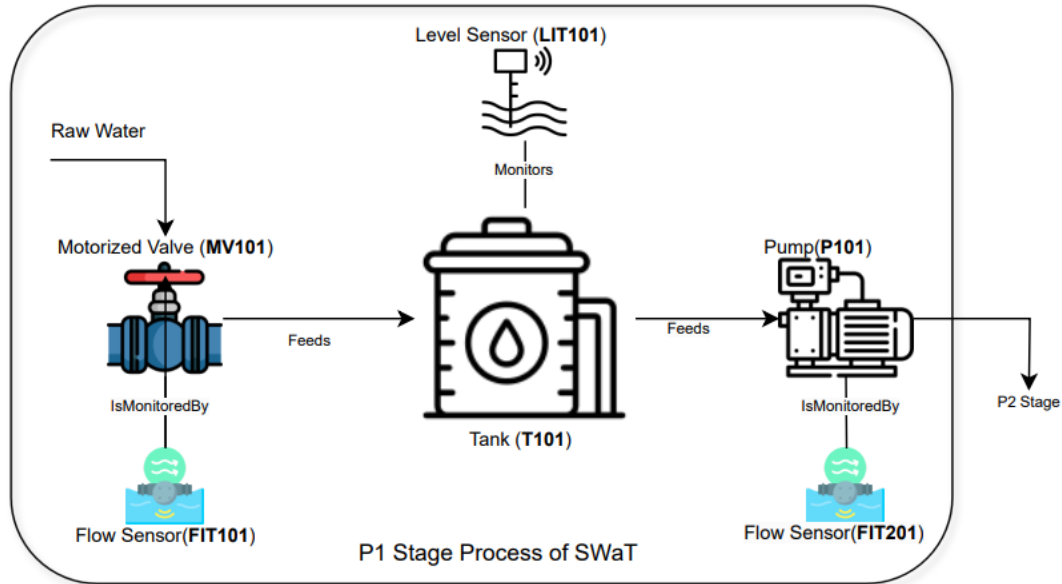 Level Sensor (LIT101)
Raw Water
Monitors
Motorized Valve (MV101)
Pump(P101)
Feeds
Feeds
IsMonitoredBy
IsMonitoredBy
P2 Stage
Tank (T101)
Flow Sensor(FIT101)
Flow Sensor(FIT201)
P1 Stage Process of SWaT